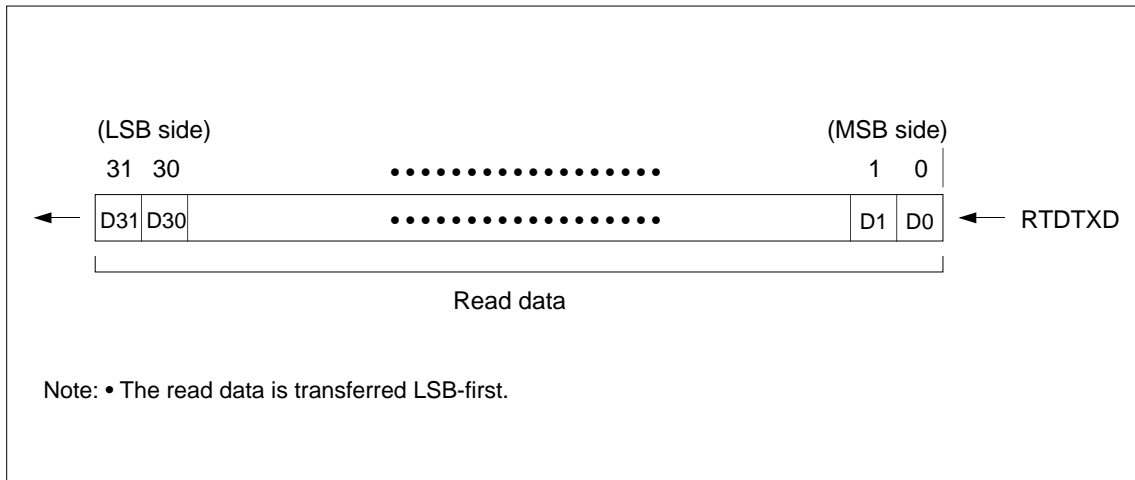 (LSB side) (MSB side)
31 30 •••••••••••••••••• 1 0
D31 D30 •••••••••••••••••• D1 D0 RTDTXD
Read data
Note: • The read data is transferred LSB-first.